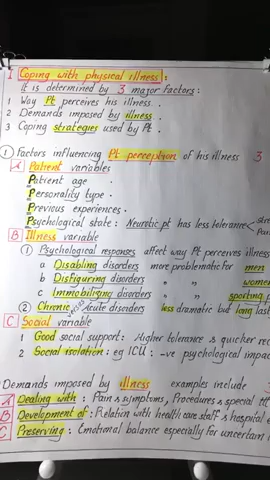 I Coping with physical illness :
It is determined by 3 major factors :
1 Way Pt perceives his illness .
2 Demands imposed by illness .
3 Coping strategies used by Pt .
① Factors influencing Pt perception of his illness 3
A Patient variables
Patient age .
Personality type .
Previous experiences .
Psychological state : Neurotic pt has less tolerance
B Illness variable
① Psychological responses affect way Pt perceives illness
a Disabling disorders more problematic for men
b Disfiguring disorders " " women
c Immobilising disorders " " sporting
② Chronic versus Acute disorders less dramatic but long last
C Social variable
1 Good social support : Higher tolerance & quicker rec
2 Social isolation : eg ICU : -ve psychological impac
Demands imposed by illness examples include
A Dealing with : Pain & symptoms, Procedures & special
B Development of : Relation with health care staff & hospital
C Preserving : Emotional balance especially for uncertain